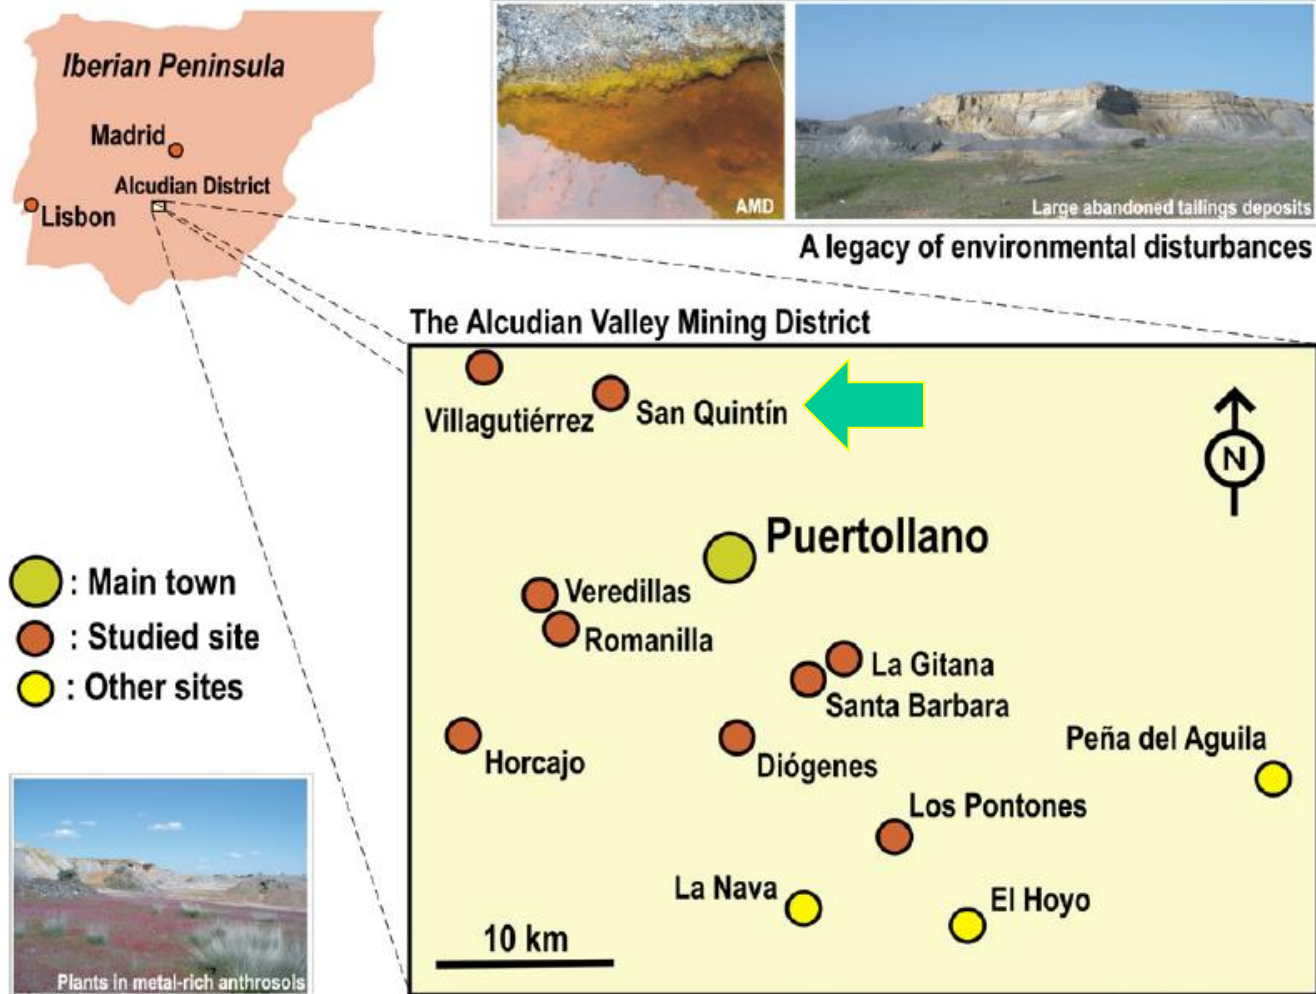 Iberian Peninsula
Madrid
Alcudian District
Lisbon
AMD
Large abandoned tailings deposits
A legacy of environmental disturbances
The Alcudian Valley Mining District
Villagutiérrez
San Quintín
N
Puertollano
: Main town
: Studied site
: Other sites
Veredillas
Romanilla
La Gitana
Santa Barbara
Horcajo
Diógenes
Peña del Aguila
Los Pontones
La Nava
El Hoyo
10 km
Plants in metal-rich anthrosols